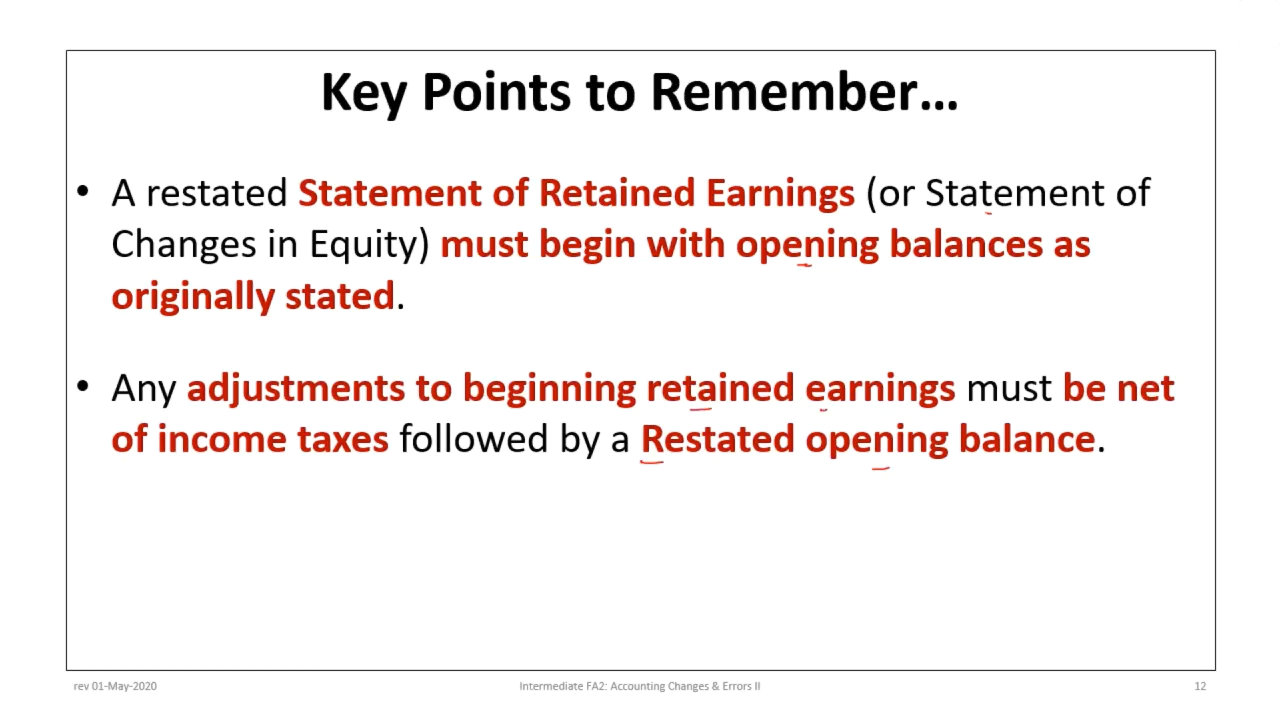 Key Points to Remember…
• A restated Statement of Retained Earnings (or Statement of
Changes in Equity) must begin with opening balances as
originally stated.
• Any adjustments to beginning retained earnings must be net
of income taxes followed by a Restated opening balance.
rev 01-May-2020
Intermediate FA2: Accounting Changes & Errors II
12